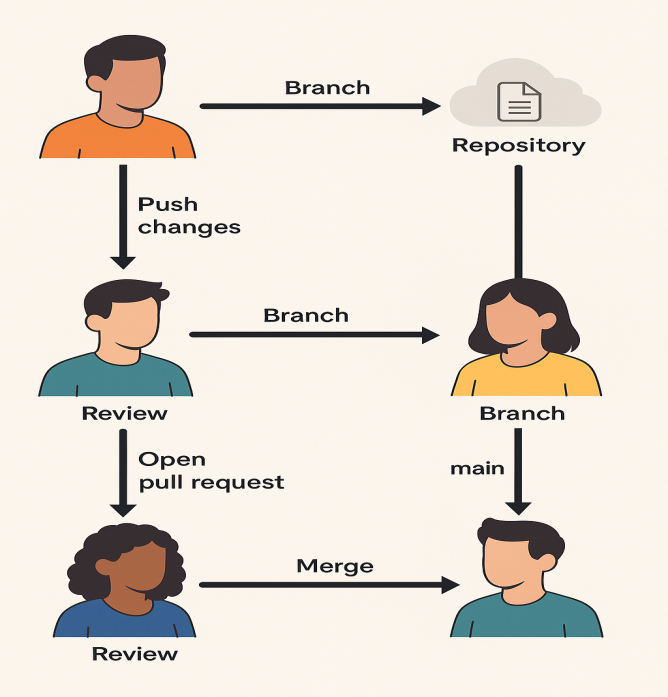 Branch
Repository
Push
changes
Branch
Review
Branch
Open
pull request
main
Merge
Review